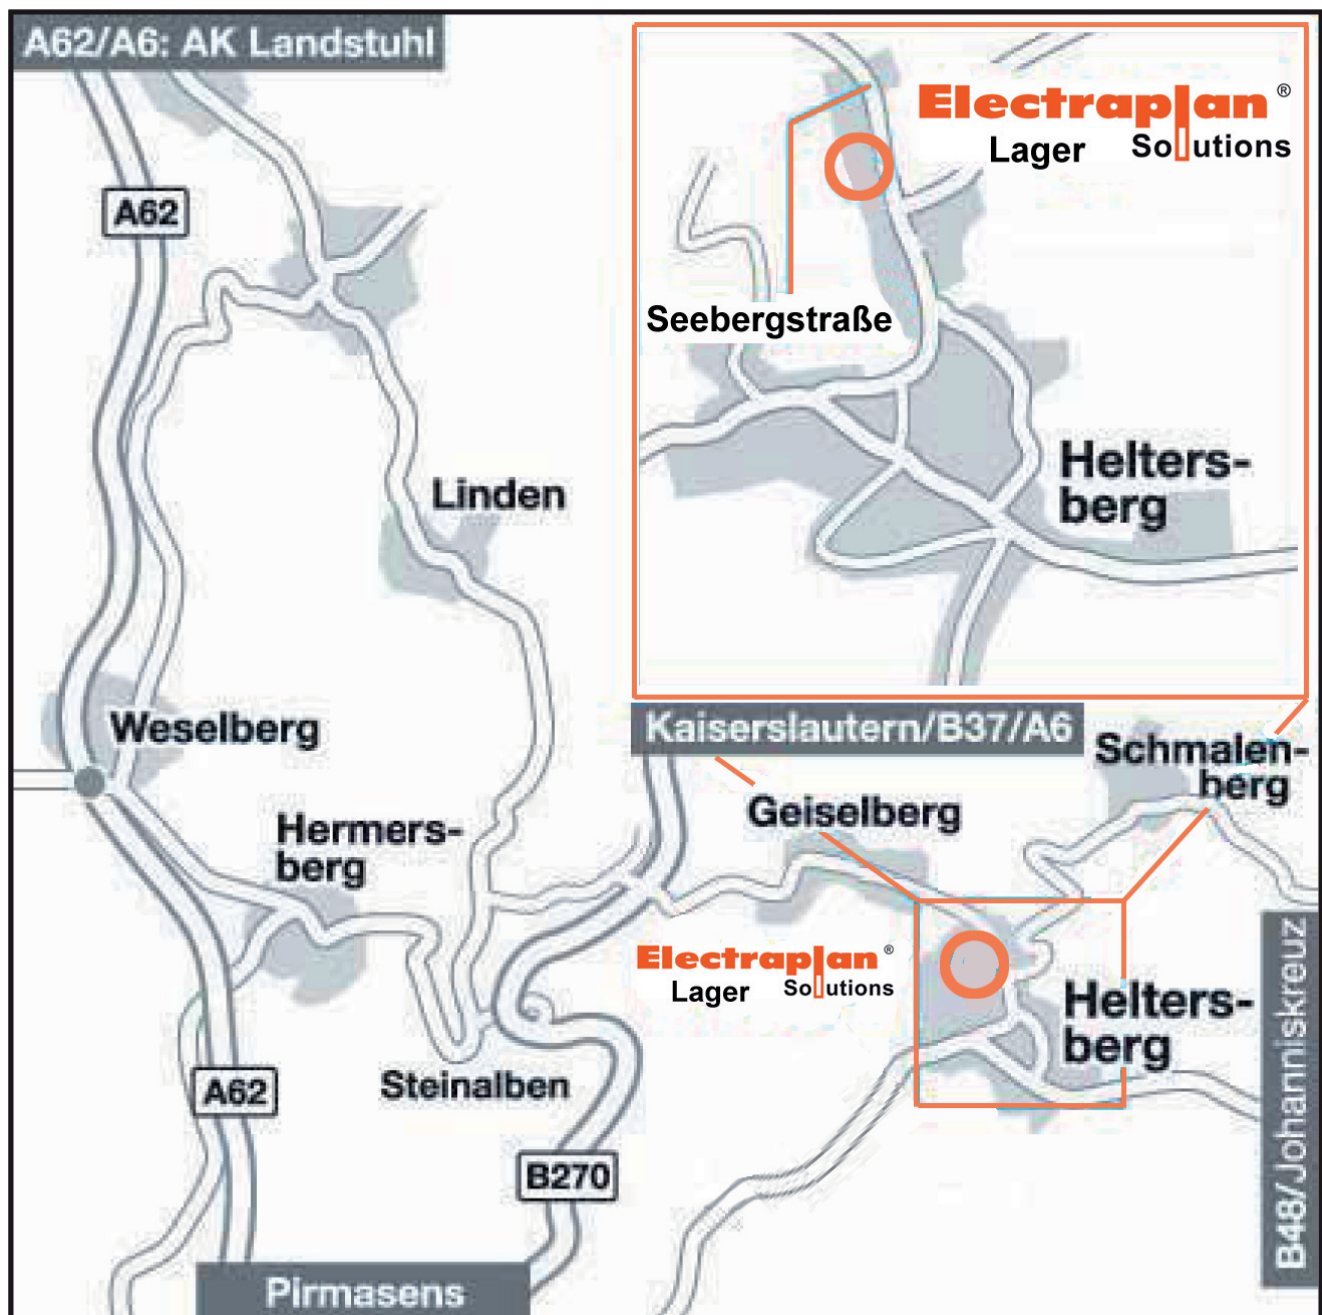 A62/A6: AK Landstuhl
Electraplan®
Lager Solutions
A62
Seebergstraße
Helters-
berg
Linden
Weselberg
Kaiserslautern/B37/A6
Schmalen-
berg
Geiselberg
Hermers-
berg
Electraplan®
Lager Solutions
Helters-
berg
B48/Johanniskreuz
Steinalben
A62
B270
Pirmasens